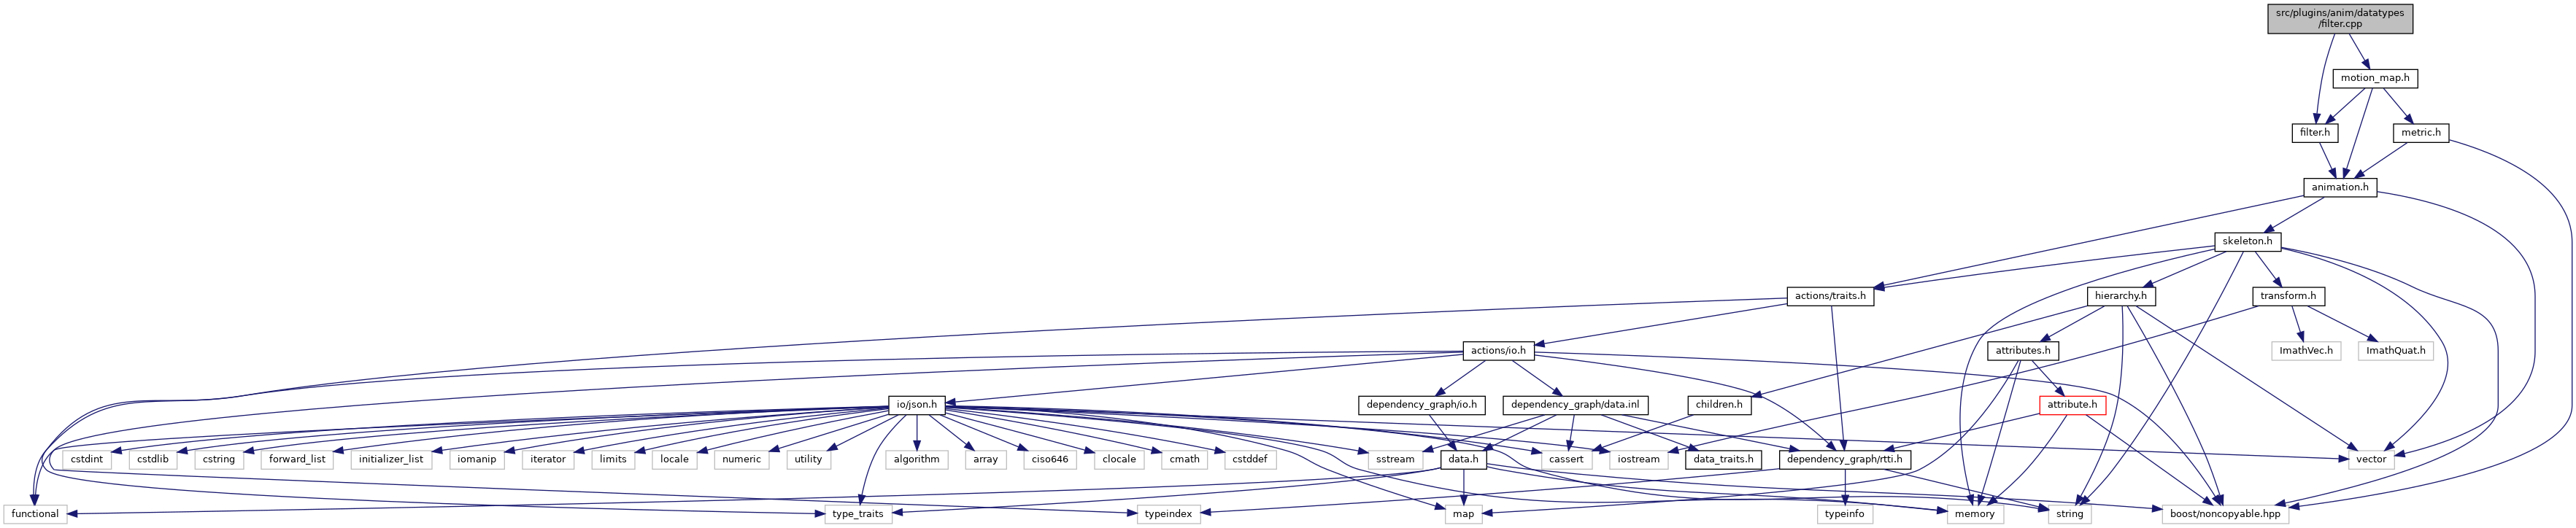 src/plugins/anim/datatypes
/filter.cpp
motion_map.h
filter.h
metric.h
animation.h
skeleton.h
actions/traits.h
hierarchy.h
transform.h
actions/io.h
attributes.h
ImathVec.h
ImathQuat.h
io/json.h
dependency_graph/io.h
dependency_graph/data.inl
children.h
attribute.h
cstdint
cstdlib
cstring
forward_list
initializer_list
iomanip
iterator
limits
locale
numeric
utility
algorithm
array
ciso646
clocale
cmath
cstddef
sstream
data.h
cassert
iostream
data_traits.h
dependency_graph/rtti.h
vector
functional
type_traits
typeindex
map
typeinfo
memory
string
boost/noncopyable.hpp